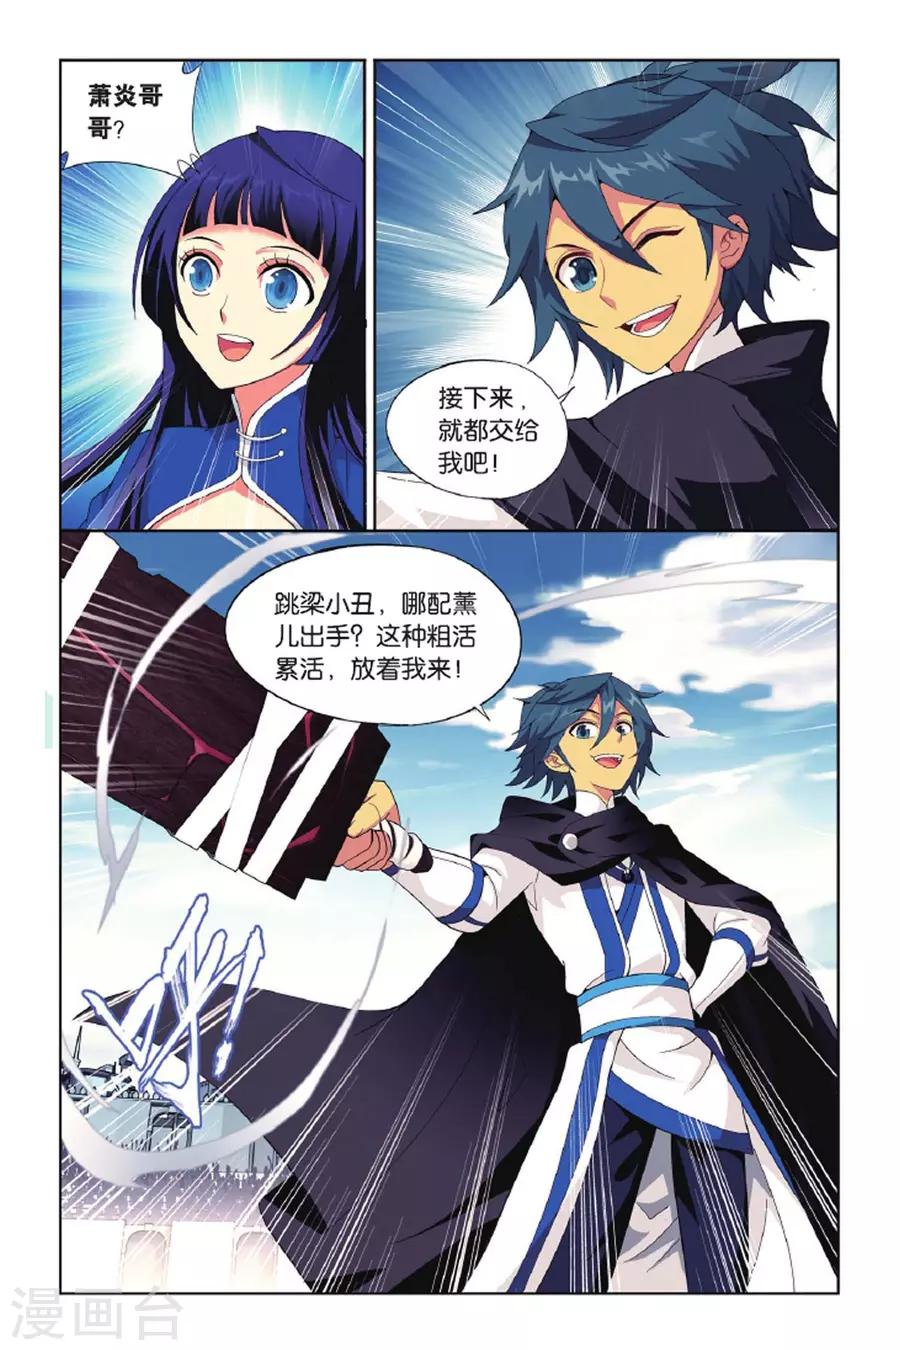 萧炎哥
哥？
接下来，
就都交给
我吧！
跳梁小丑，哪配薰
儿出手？这种粗活
累活，放着我来！
漫画台